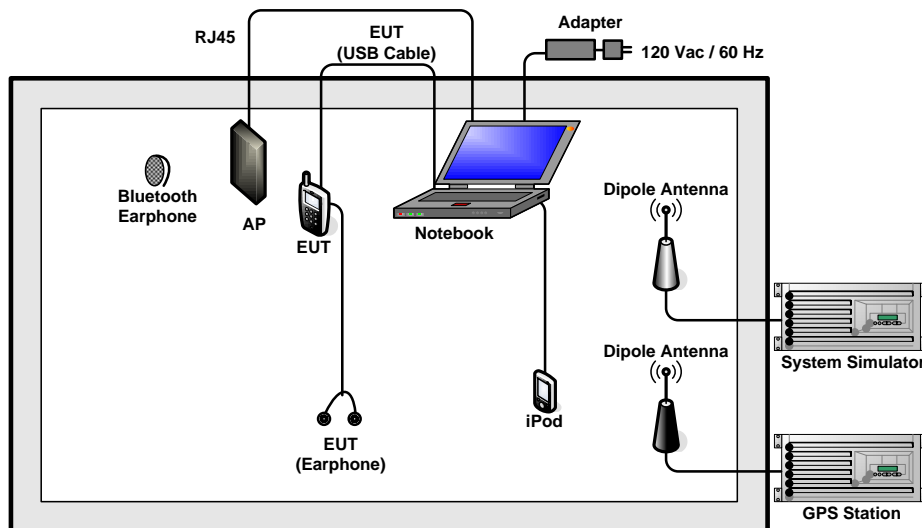 Adapter
120 Vac / 60 Hz
RJ45
EUT
(USB Cable)
Bluetooth
Earphone
AP
EUT
Notebook
Dipole Antenna
System Simulator
Dipole Antenna
iPod
EUT
(Earphone)
GPS Station